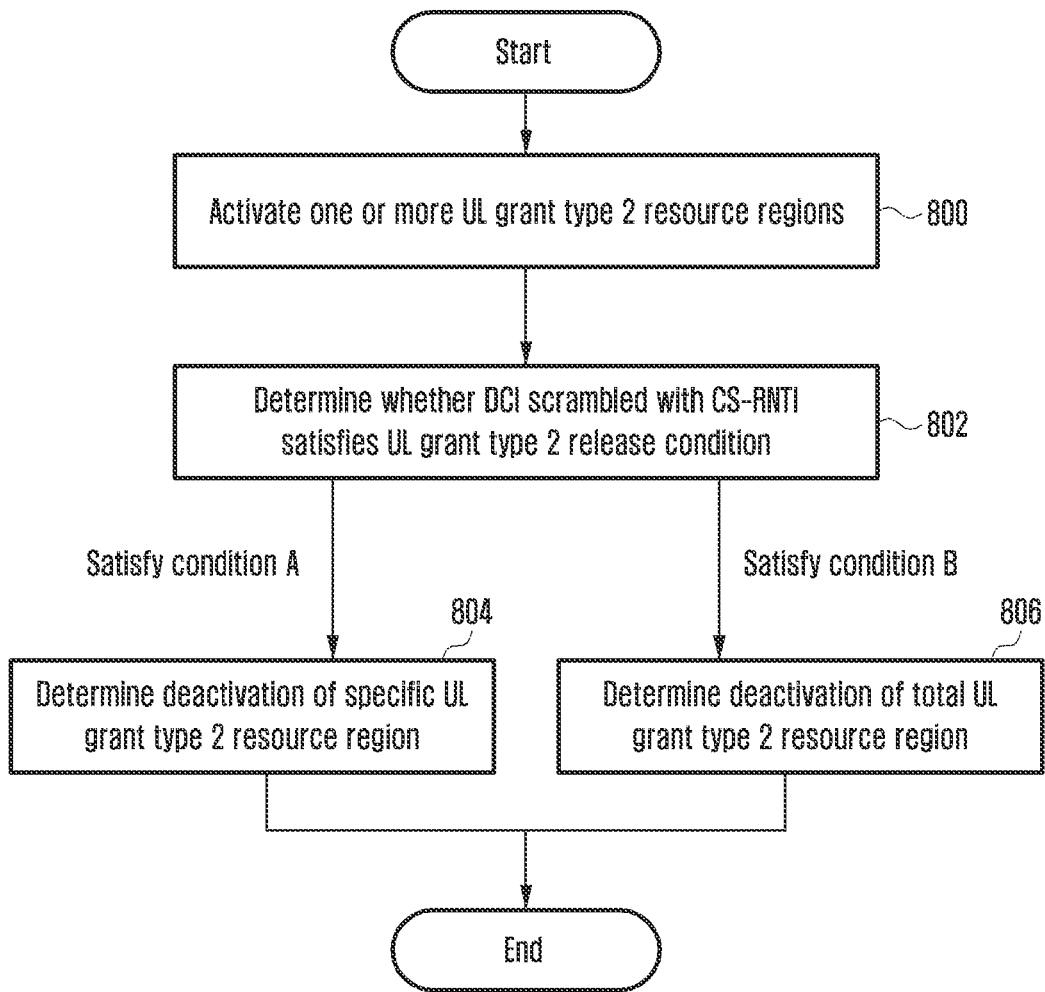 Start
Activate one or more UL grant type 2 resource regions
800
Determine whether DCI scrambled with CS-RNTI
satisfies UL grant type 2 release condition
802
Satisfy condition A
Satisfy condition B
804
806
Determine deactivation of specific UL
grant type 2 resource region
Determine deactivation of total UL
grant type 2 resource region
End